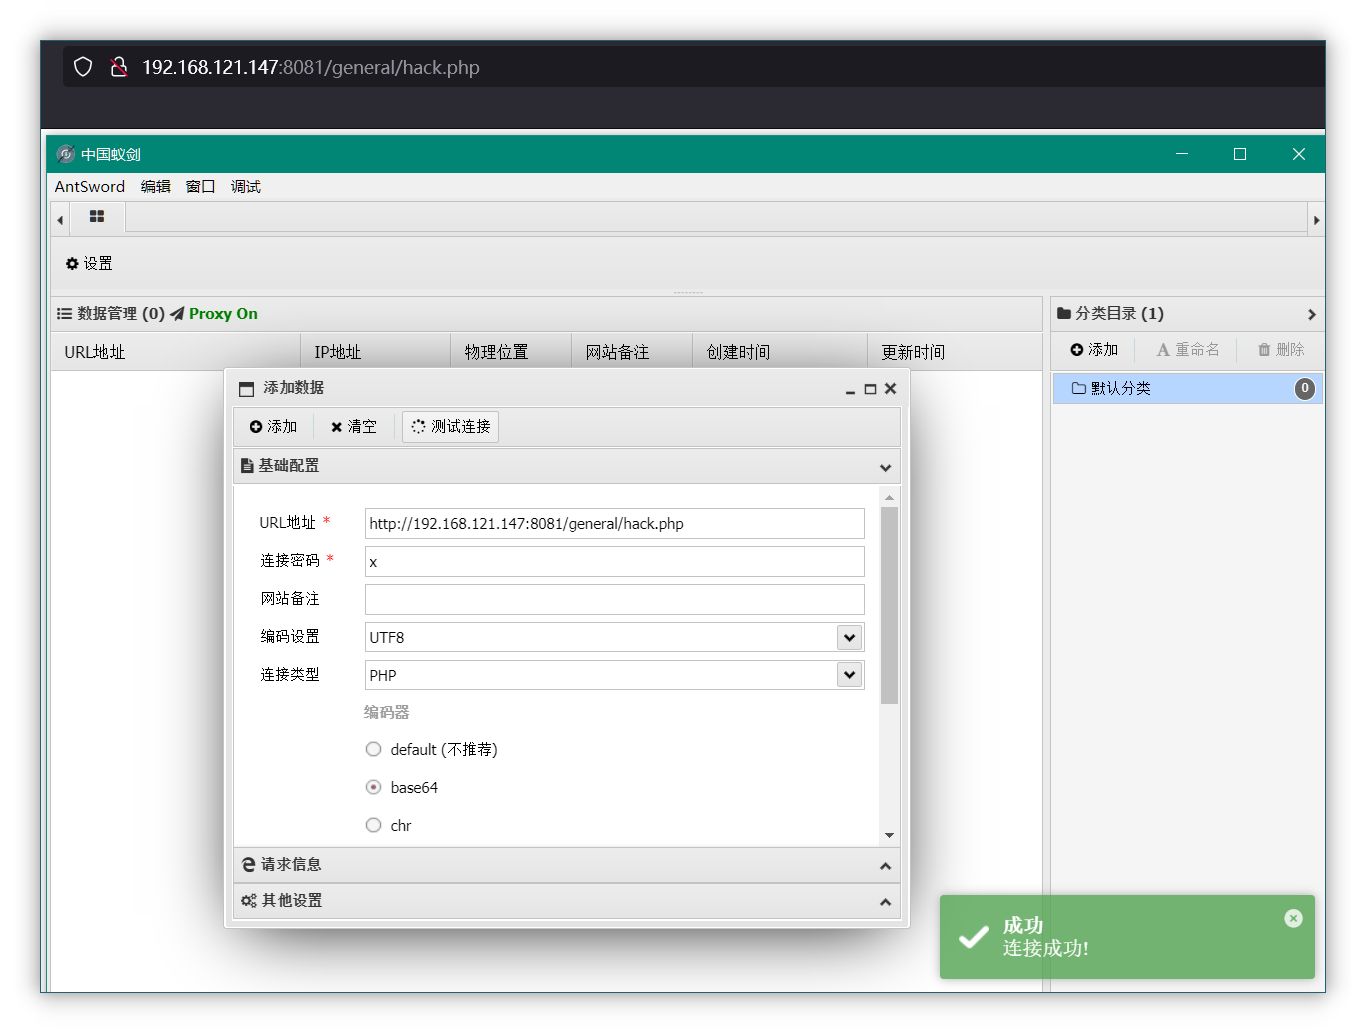 192.168.121.147:8081/general/hack.php
中国蚁剑
AntSword 编辑 窗口 调试
设置
数据管理 (0) Proxy On
分类目录 (1)
URL地址 IP地址 物理位置 网站备注 创建时间 更新时间
添加 重命名 删除
默认分类 0
添加数据
添加 清空 测试连接
基础配置
URL地址 * http://192.168.121.147:8081/general/hack.php
连接密码 * x
网站备注
编码设置 UTF8
连接类型 PHP
编码器
default (不推荐)
base64
chr
请求信息
其他设置
成功
连接成功!